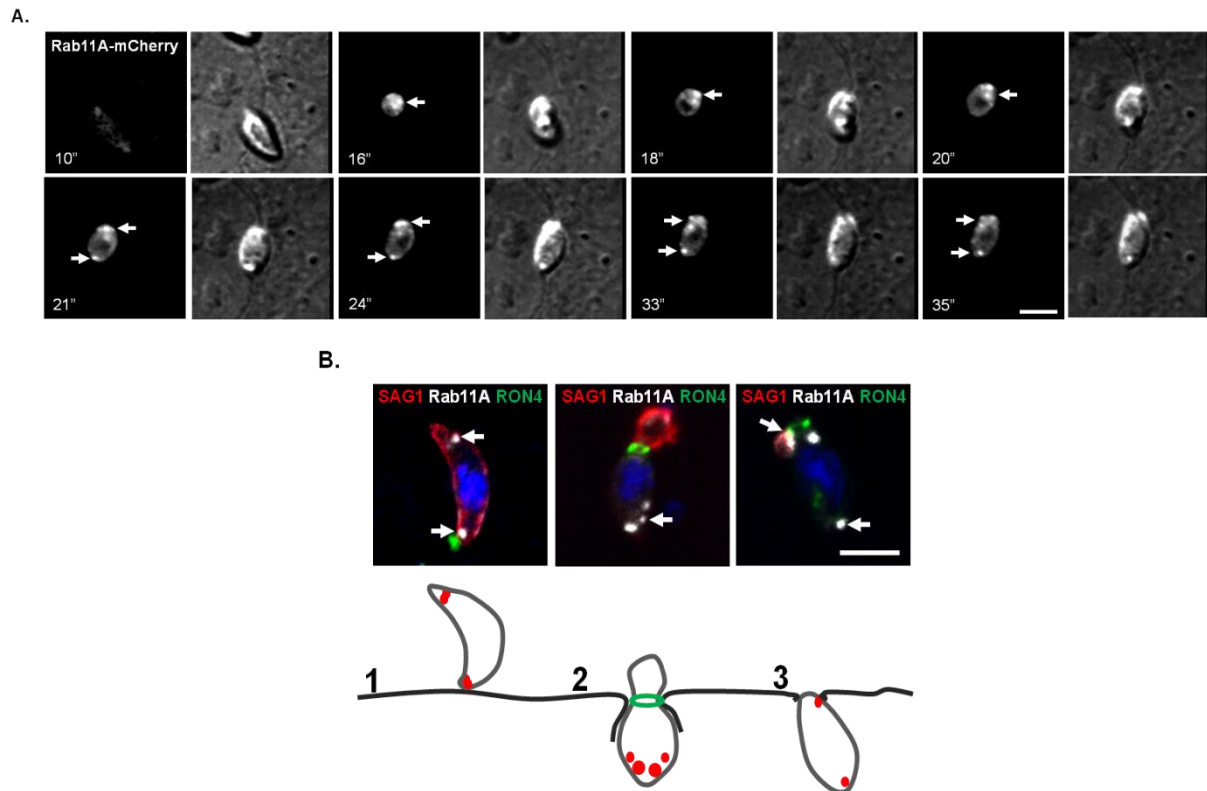 A.
Rab11A-mCherry
10”
16”
18”
20”
21”
24”
33”
35”
B.
SAG1 Rab11A RON4
SAG1 Rab11A RON4
SAG1 Rab11A RON4
1
2
3